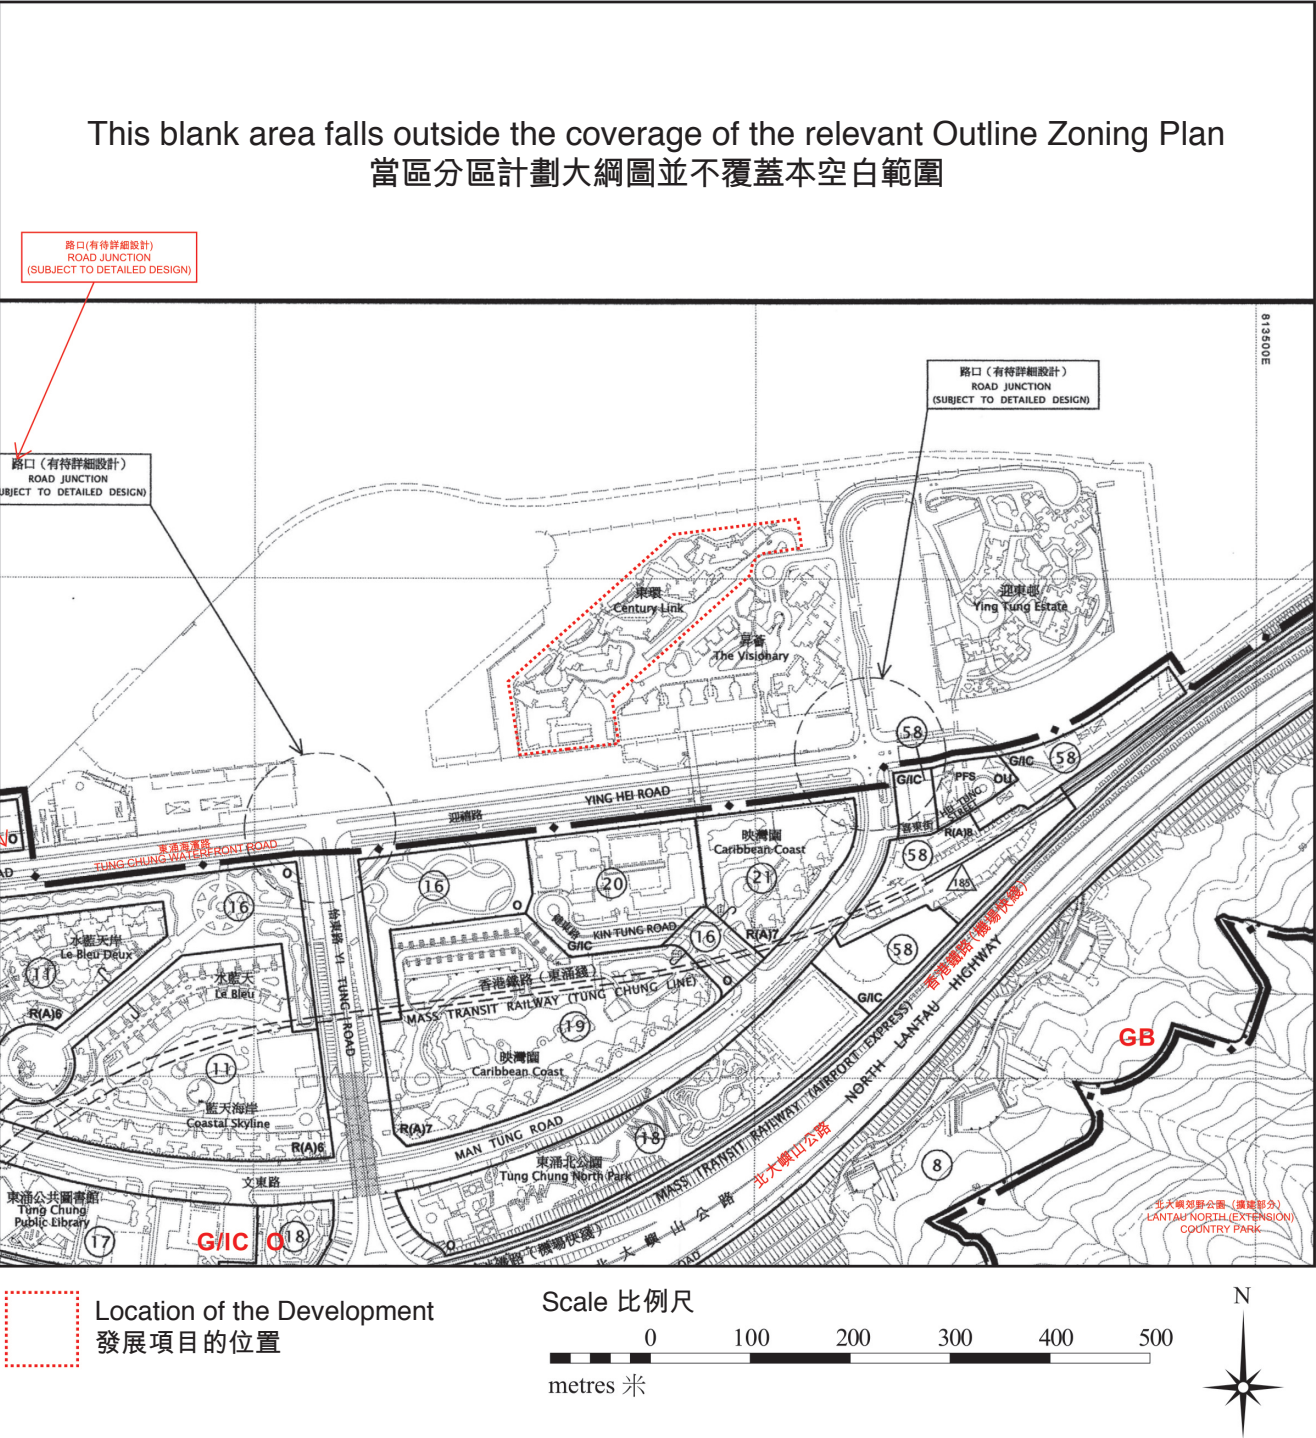 This blank area falls outside the coverage of the relevant Outline Zoning Plan
當區分區計劃大綱圖並不覆蓋本空白範圍
路口(有待詳細設計)
ROAD JUNCTION
(SUBJECT TO DETAILED DESIGN)
813500E
路口（有待詳細設計）
ROAD JUNCTION
(SUBJECT TO DETAILED DESIGN)
路口（有待詳細設計）
ROAD JUNCTION
UBJECT TO DETAILED DESIGN)
東環
Century Link
昇薈
The Visionary
迎東邨
Ying Tung Estate
58
G/IC
58
G/IC
PFS
OU
YING HEI ROAD
迎禧路
喜東街
R(A)8
58
185
東涌海濱路
TUNG CHUNG WATERFRONT ROAD
AD
O
O
16
16
O
20
映灣園
Caribbean Coast
21
KIN TUNG ROAD
G/IC
16
R(A)7
O
58
G/IC
水藍天岸
Le Bleu Deux
11
R(A)6
水藍天
Le Bleu
怡東路 YI TUNG ROAD
香港鐵路（東涌綫）
MASS TRANSIT RAILWAY (TUNG CHUNG LINE)
19
映灣園
Caribbean Coast
11
藍天海岸
Coastal Skyline
R(A)6
R(A)7
MAN TUNG ROAD
文東路
18
東涌北公園
Tung Chung North Park
香港鐵路（機場快綫）
MASS TRANSIT RAILWAY (AIRPORT EXPRESS)
NORTH LANTAU HIGHWAY
北大嶼山公路
北大嶼山公路
GB
8
北大嶼郊野公園（擴建部分）
LANTAU NORTH (EXTENSION)
COUNTRY PARK
東涌公共圖書館
Tung Chung
Public Library
17
G/IC
O
18
O
OAD
Location of the Development
發展項目的位置
Scale 比例尺
0 100 200 300 400 500
metres 米
N